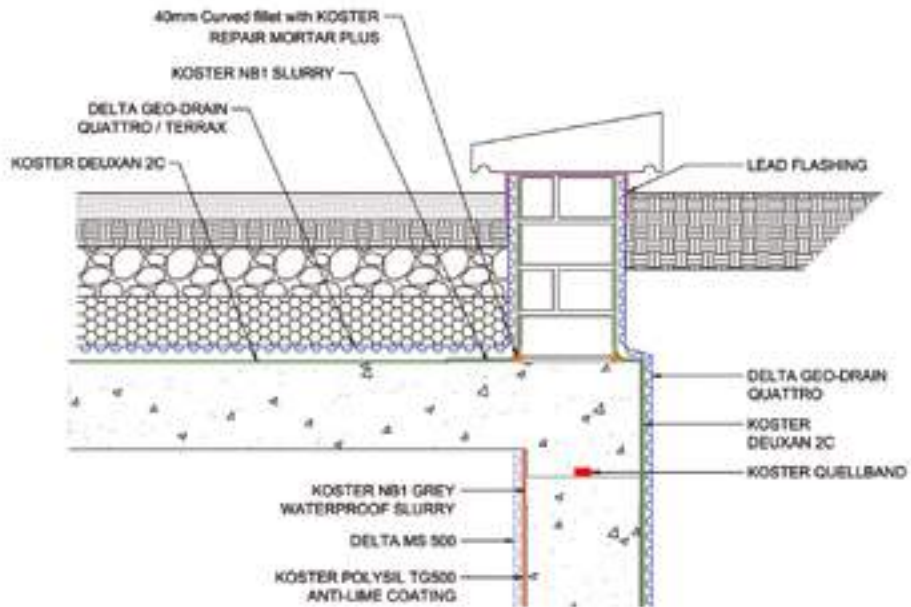 40mm Curved fillet with KOSTER
REPAIR MORTAR PLUS
KOSTER NB1 SLURRY
DELTA GEO-DRAIN
QUATTRO / TERRAX
KOSTER DEUXAN 2C
LEAD FLASHING
DELTA GEO-DRAIN
QUATTRO
KOSTER
DEUXAN 2C
KOSTER QUELLBAND
KOSTER NB1 GREY
WATERPROOF SLURRY
DELTA MS 500
KOSTER POLYSIL TG500
ANTI-LIME COATING